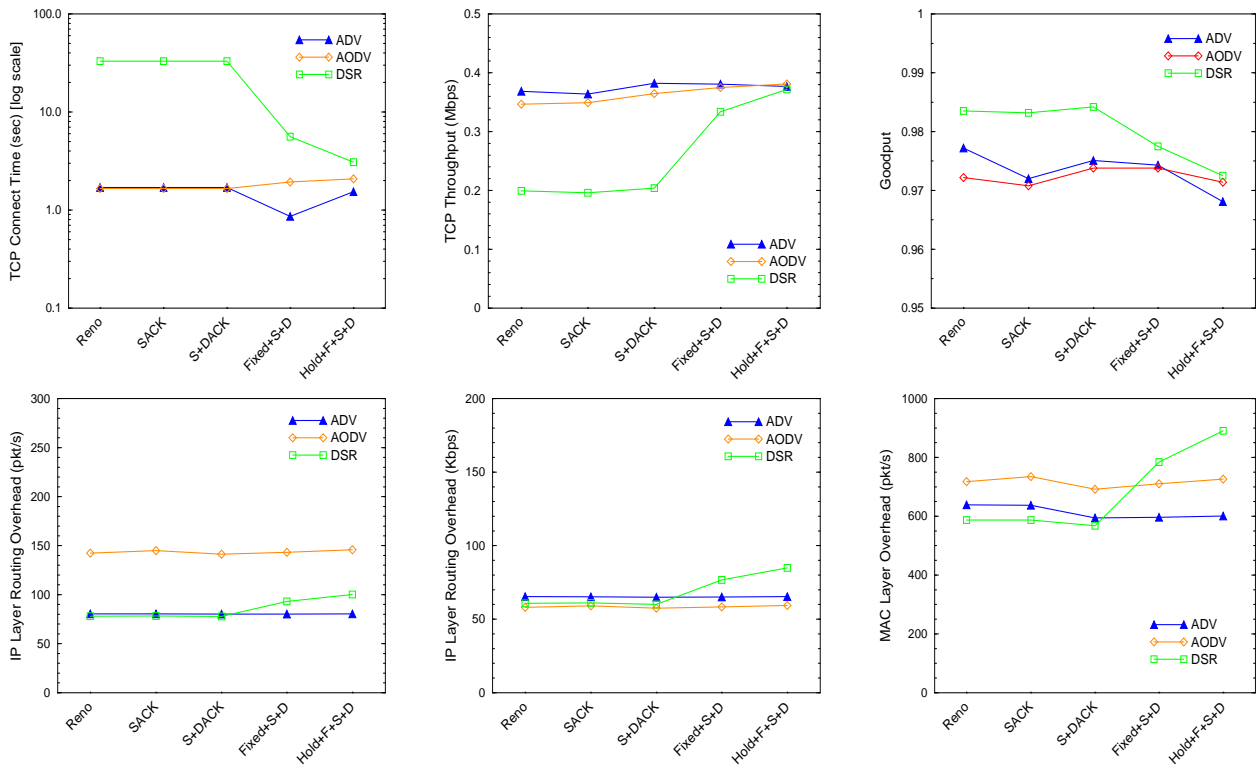 TCP Connect Time (sec) [log scale]
100.0
10.0
1.0
0.1
ADV
AODV
DSR
Reno
SACK
S+DACK
Fixed+S+D
Hold+F+S+D
TCP Throughput (Mbps)
0.5
0.4
0.3
0.2
0.1
0
ADV
AODV
DSR
Reno
SACK
S+DACK
Fixed+S+D
Hold+F+S+D
Goodput
1
0.99
0.98
0.97
0.96
0.95
ADV
AODV
DSR
Reno
SACK
S+DACK
Fixed+S+D
Hold+F+S+D
IP Layer Routing Overhead (pkt/s)
300
250
200
150
100
50
0
ADV
AODV
DSR
Reno
SACK
S+DACK
Fixed+S+D
Hold+F+S+D
IP Layer Routing Overhead (Kbps)
200
150
100
50
0
ADV
AODV
DSR
Reno
SACK
S+DACK
Fixed+S+D
Hold+F+S+D
MAC Layer Overhead (pkt/s)
1000
800
600
400
200
0
ADV
AODV
DSR
Reno
SACK
S+DACK
Fixed+S+D
Hold+F+S+D